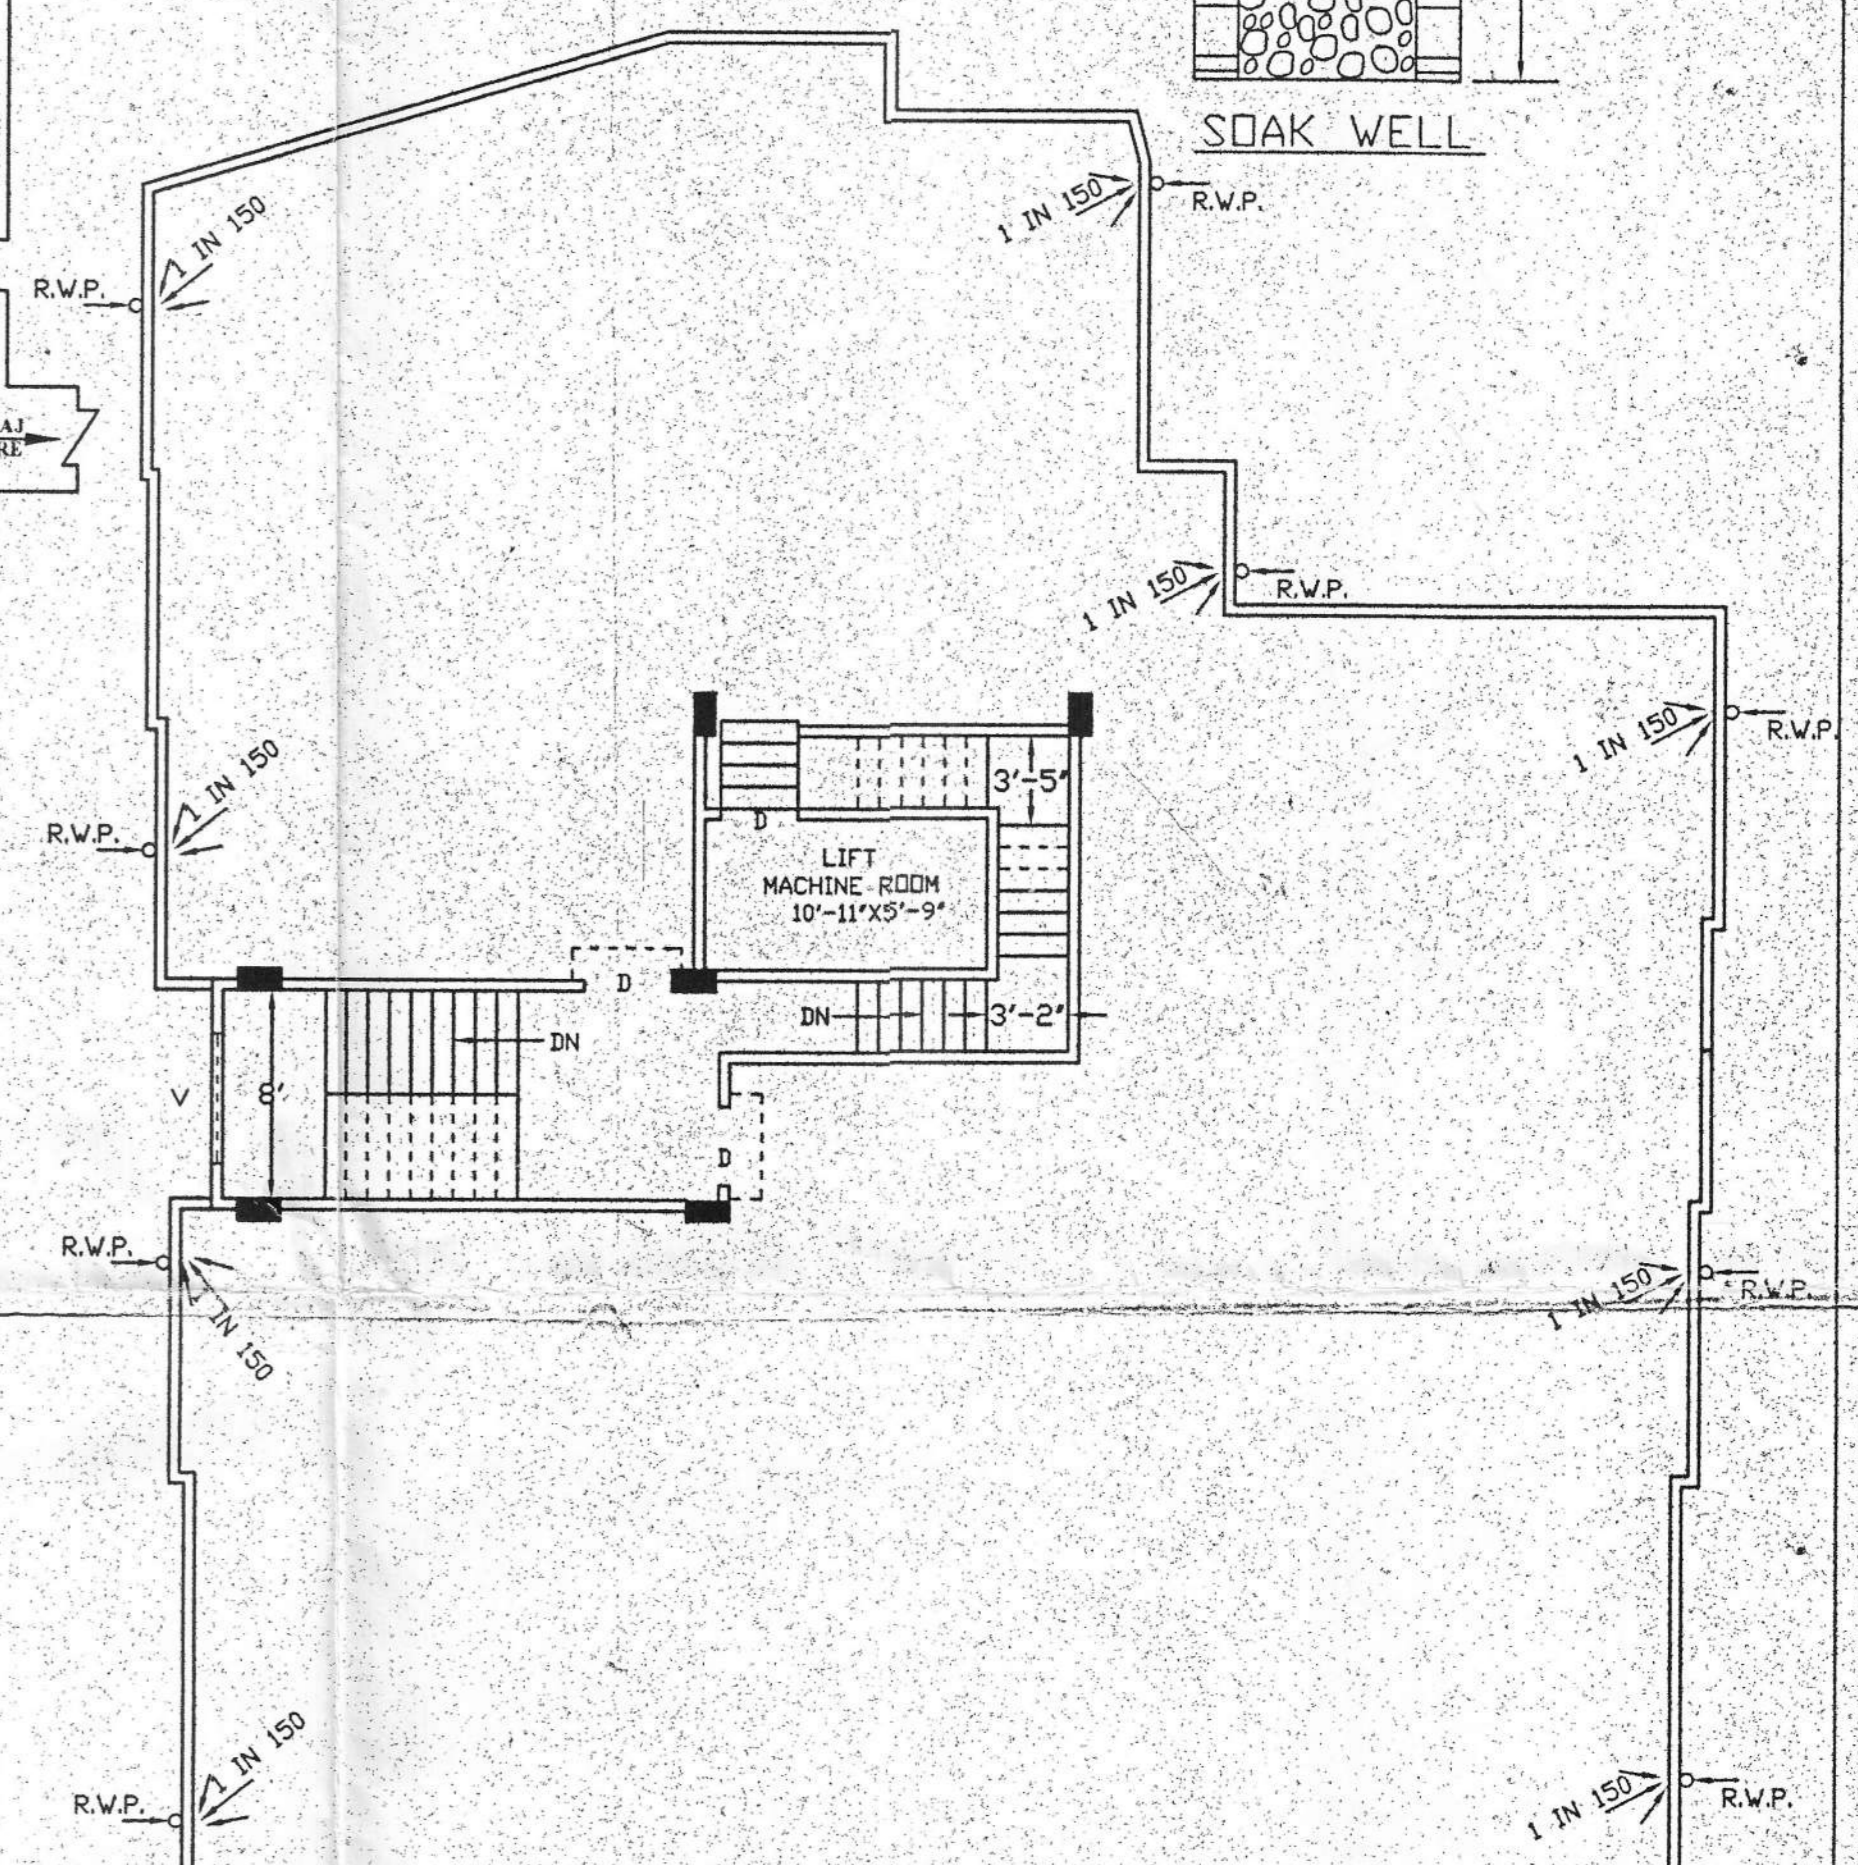 SOAK WELL
1 IN 150
R.W.P.
1 IN 150
R.W.P.
AJ
RE
1 IN 150
R.W.P.
1 IN 150
R.W.P.
3'-5"
1 IN 150
R.W.P.
D
LIFT
MACHINE ROOM
10'-11"X5'-9"
D
DN
3'-2"
DN
V
8'
D
R.W.P.
1 IN 150
1 IN 150
R.W.P.
1 IN 150
R.W.P.
1 IN 150
R.W.P.